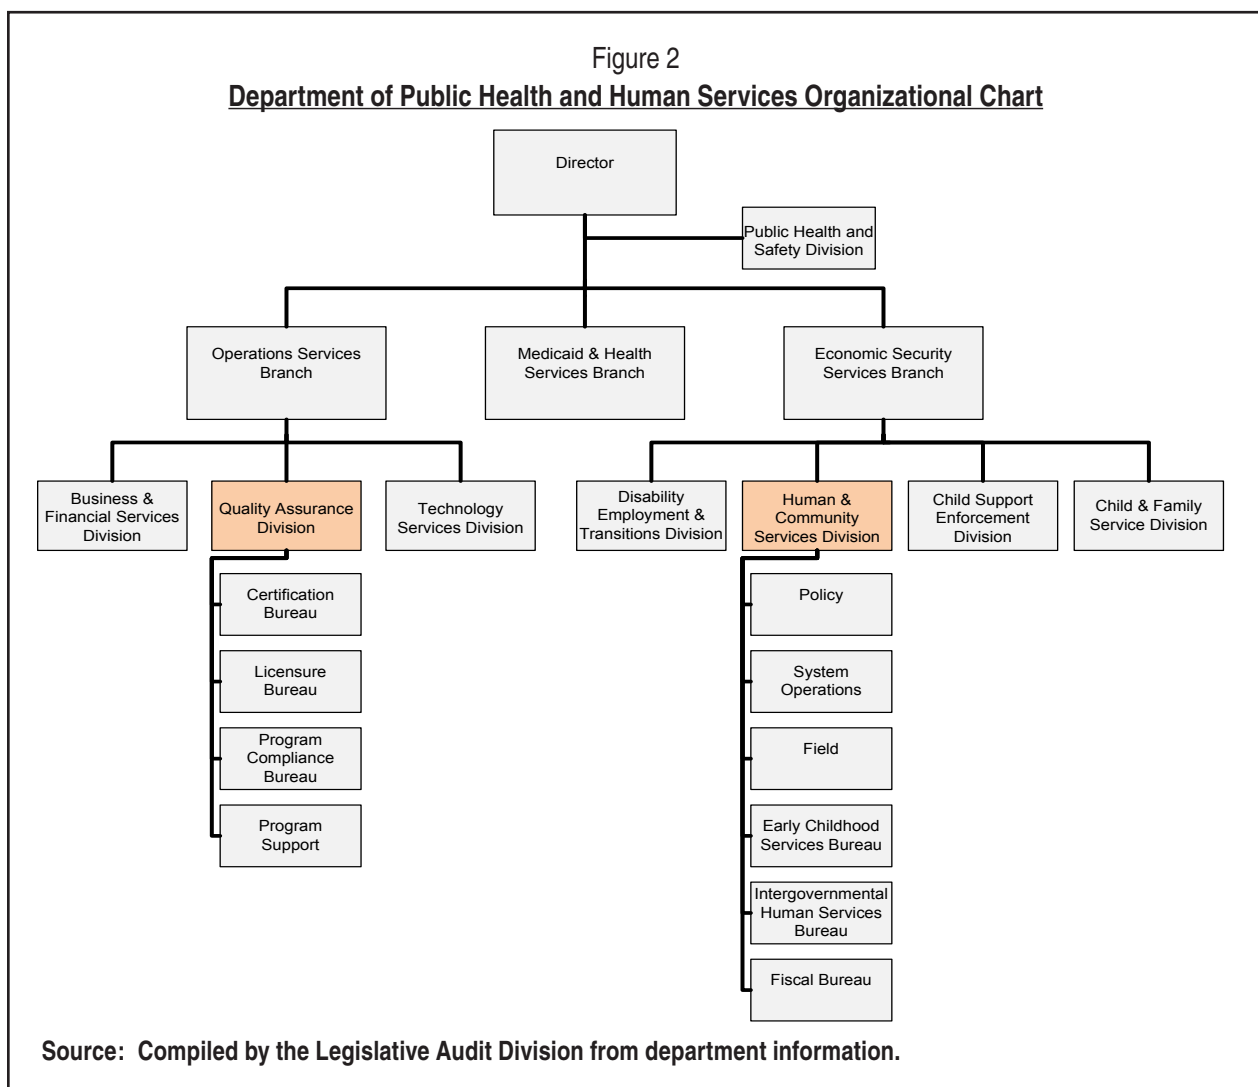 Figure 2
Department of Public Health and Human Services Organizational Chart
Director
Public Health and
Safety Division
Operations Services
Branch
Medicaid & Health
Services Branch
Economic Security
Services Branch
Business &
Financial Services
Division
Quality Assurance
Division
Technology
Services Division
Disability
Employment &
Transitions Division
Human &
Community
Services Division
Child Support
Enforcement
Division
Child & Family
Service Division
Certification
Bureau
Licensure
Bureau
Program
Compliance
Bureau
Program
Support
Policy
System
Operations
Field
Early Childhood
Services Bureau
Intergovernmental
Human Services
Bureau
Fiscal Bureau
Source: Compiled by the Legislative Audit Division from department information.